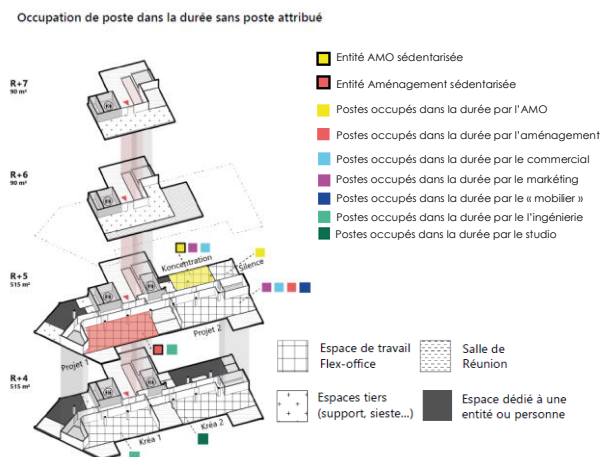 Occupation de poste dans la durée sans poste attribué
R+7
90 m²
R+6
90 m²
R+5
515 m²
R+4
515 m²
Koncentration
Silence
Projet 1
Projet 2
Kréa 1
Kréa 2
Entité AMO sédentarisée
Entité Aménagement sédentarisée
Postes occupés dans la durée par l'AMO
Postes occupés dans la durée par l'aménagement
Postes occupés dans la durée par le commercial
Postes occupés dans la durée par le markéting
Postes occupés dans la durée par le « mobilier »
Postes occupés dans la durée par le l'ingénierie
Postes occupés dans la durée par le studio
Espace de travail
Flex-office
Salle de
Réunion
Espaces tiers
(support, sieste...)
Espace dédié à une
entité ou personne